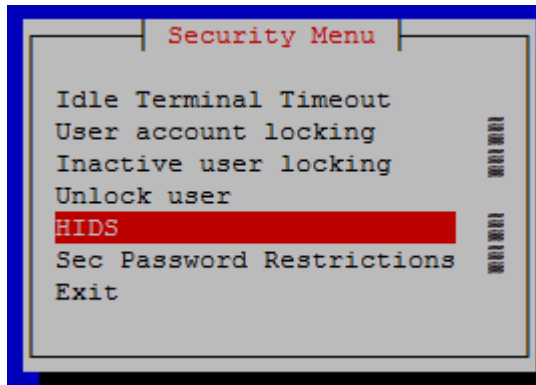 Security Menu
Idle Terminal Timeout
User account locking
Inactive user locking
Unlock user
HIDS
Sec Password Restrictions
Exit